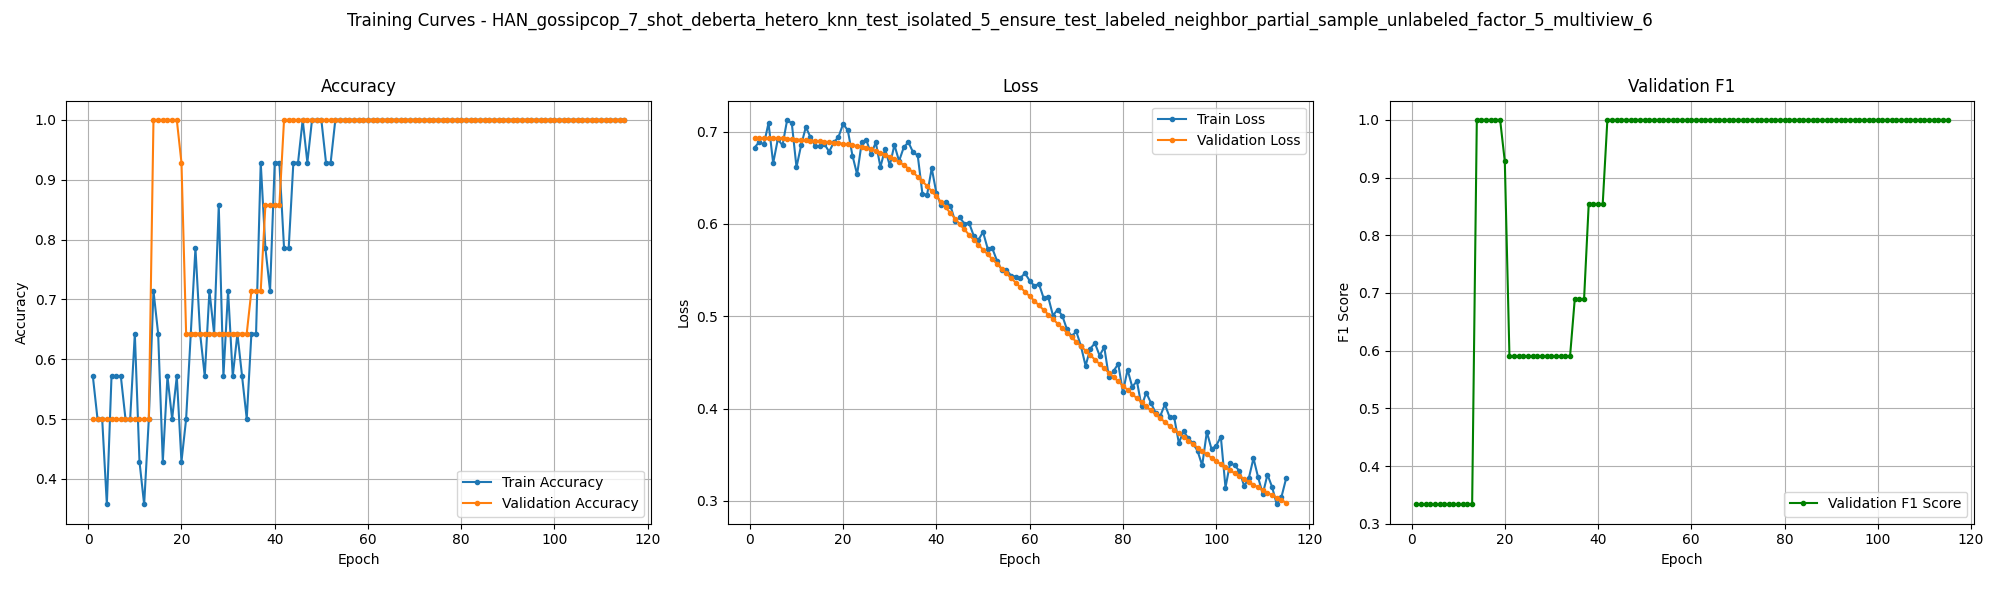 Training Curves - HAN_gossipcop_7_shot_deberta_hetero_knn_test_isolated_5_ensure_test_labeled_neighbor_partial_sample_unlabeled_factor_5_multiview_6
Accuracy
1.0
0.9
0.8
0.7
0.6
0.5
0.4
Accuracy
Train Accuracy
Validation Accuracy
0 20 40 60 80 100 120
Epoch
Loss
0.7
0.6
0.5
0.4
0.3
Loss
Train Loss
Validation Loss
0 20 40 60 80 100 120
Epoch
Validation F1
1.0
0.9
0.8
0.7
0.6
0.5
0.4
0.3
F1 Score
Validation F1 Score
0 20 40 60 80 100 120
Epoch